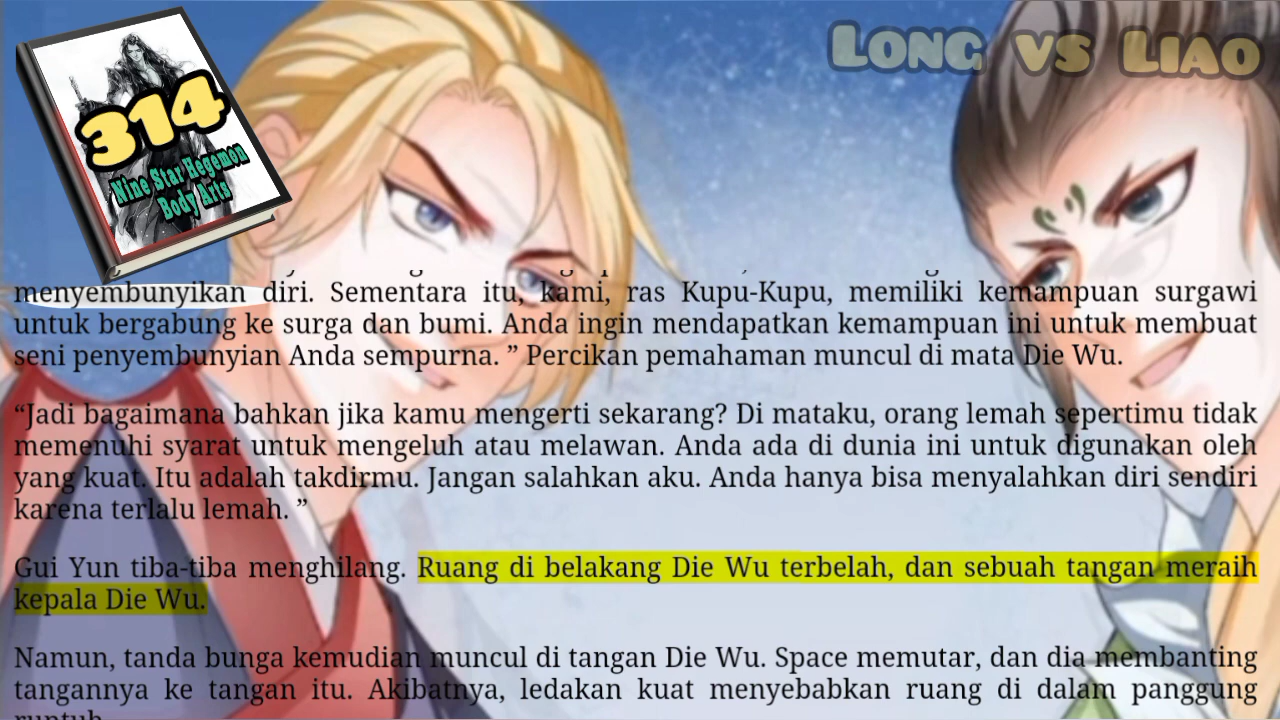 Long vs Liao
314
Nine Star Hegemon
Body Arts
menyembunyikan diri. Sementara itu, kami, ras Kupu-Kupu, memiliki kemampuan surgawi
untuk bergabung ke surga dan bumi. Anda ingin mendapatkan kemampuan ini untuk membuat
seni penyembunyian Anda sempurna. ” Percikan pemahaman muncul di mata Die Wu.
“Jadi bagaimana bahkan jika kamu mengerti sekarang? Di mataku, orang lemah sepertimu tidak
memenuhi syarat untuk mengeluh atau melawan. Anda ada di dunia ini untuk digunakan oleh
yang kuat. Itu adalah takdirmu. Jangan salahkan aku. Anda hanya bisa menyalahkan diri sendiri
karena terlalu lemah. ”
Gui Yun tiba-tiba menghilang. Ruang di belakang Die Wu terbelah, dan sebuah tangan meraih
kepala Die Wu.
Namun, tanda bunga kemudian muncul di tangan Die Wu. Space memutar, dan dia membanting
tangannya ke tangan itu. Akibatnya, ledakan kuat menyebabkan ruang di dalam panggung